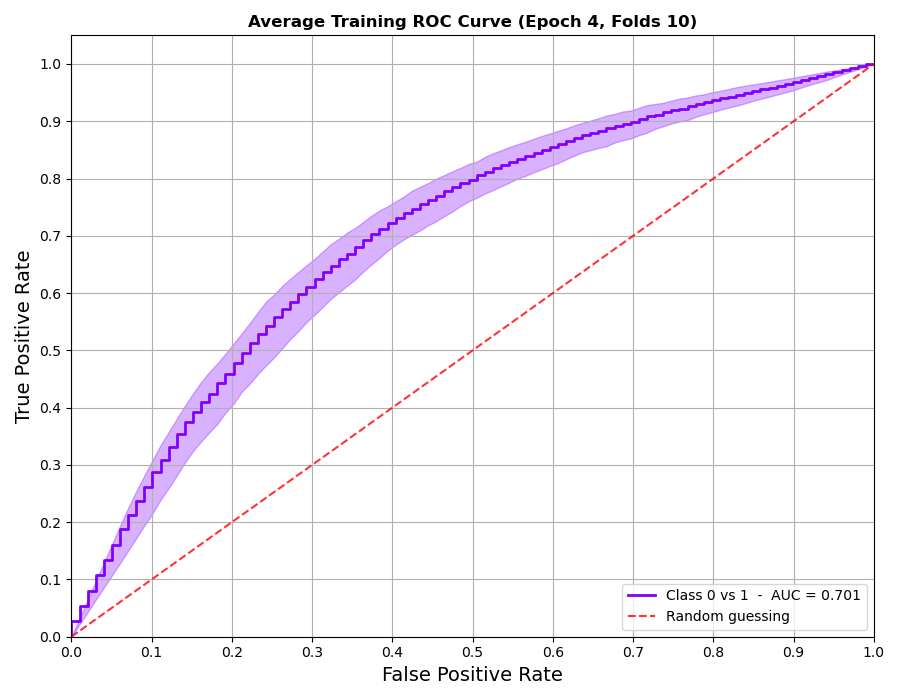 Average Training ROC Curve (Epoch 4, Folds 10)
True Positive Rate
1.0
0.9
0.8
0.7
0.6
0.5
0.4
0.3
0.2
0.1
0.0
Class 0 vs 1 - AUC = 0.701
Random guessing
0.0 0.1 0.2 0.3 0.4 0.5 0.6 0.7 0.8 0.9 1.0
False Positive Rate